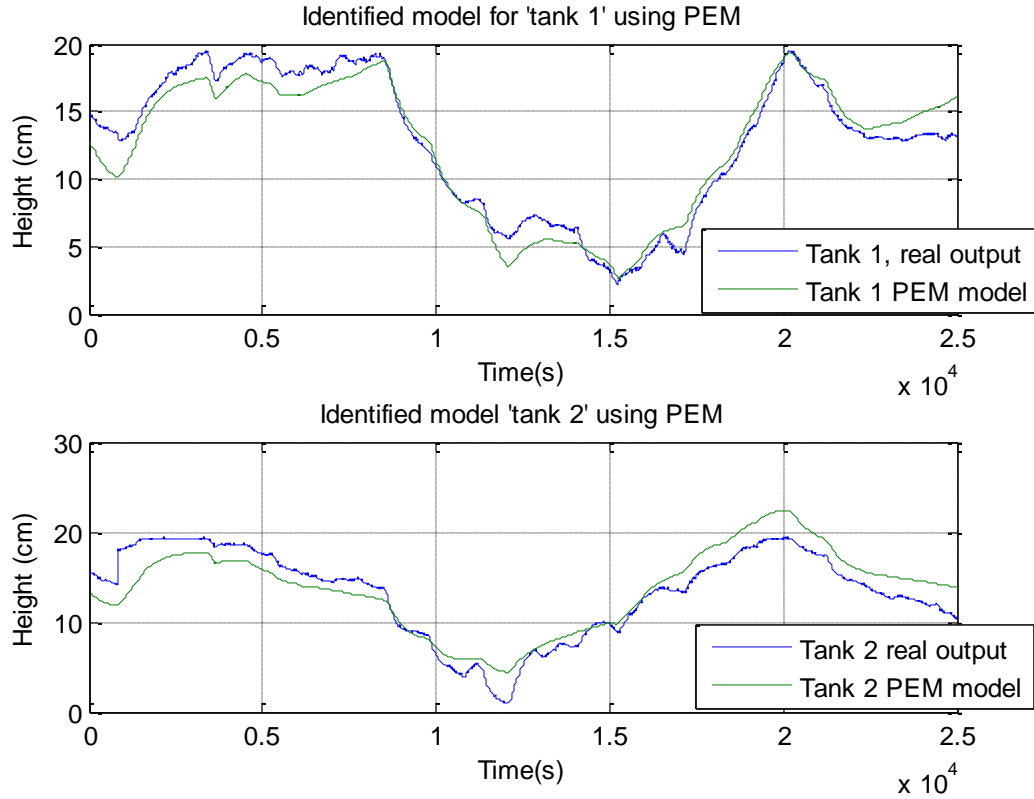 Identified model for 'tank 1' using PEM
20
15
10
5
0
Height (cm)
0 0.5 1 1.5 2 2.5
Time(s)
x 10^4
Tank 1, real output
Tank 1 PEM model
Identified model 'tank 2' using PEM
30
20
10
0
Height (cm)
0 0.5 1 1.5 2 2.5
Time(s)
x 10^4
Tank 2 real output
Tank 2 PEM model